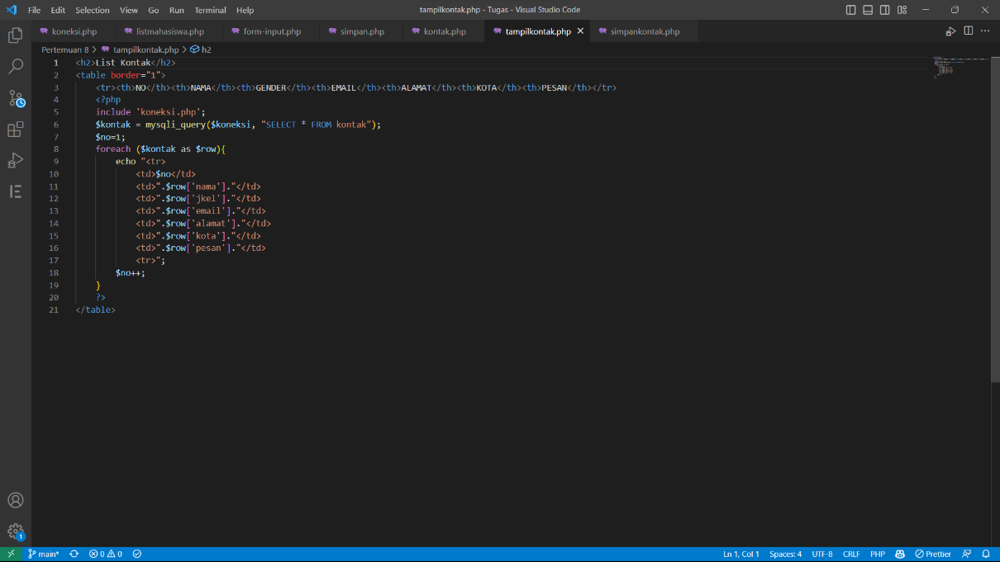 File Edit Selection View Go Run Terminal Help tampilkontak.php - Tugas - Visual Studio Code
koneksi.php listmahasiswa.php form-input.php simpan.php kontak.php tampilkontak.php simpankontak.php
Pertemuan 8 > tampilkontak.php > h2
1 <h2>List Kontak</h2>
2 <table border="1">
3 <tr><th>NO</th><th>NAMA</th><th>GENDER</th><th>EMAIL</th><th>ALAMAT</th><th>KOTA</th><th>PESAN</th></tr>
4 <?php
5 include 'koneksi.php';
6 $kontak = mysqli_query($koneksi, "SELECT * FROM kontak");
7 $no=1;
8 foreach ($kontak as $row){
9 echo "<tr>
10 <td>$no</td>
11 <td>".$row['nama']."</td>
12 <td>".$row['jkel']."</td>
13 <td>".$row['email']."</td>
14 <td>".$row['alamat']."</td>
15 <td>".$row['kota']."</td>
16 <td>".$row['pesan']."</td>
17 <tr>";
18 $no++;
19 }
20 ?>
21 </table>
1
main* 0 0 Ln 1, Col 1 Spaces: 4 UTF-8 CRLF PHP Prettier